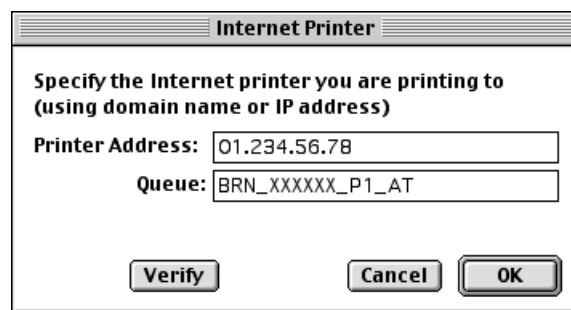 Internet Printer
Specify the Internet printer you are printing to
(using domain name or IP address)
Printer Address: 01.234.56.78
Queue: BRN_XXXXXX_P1_AT
Verify Cancel OK